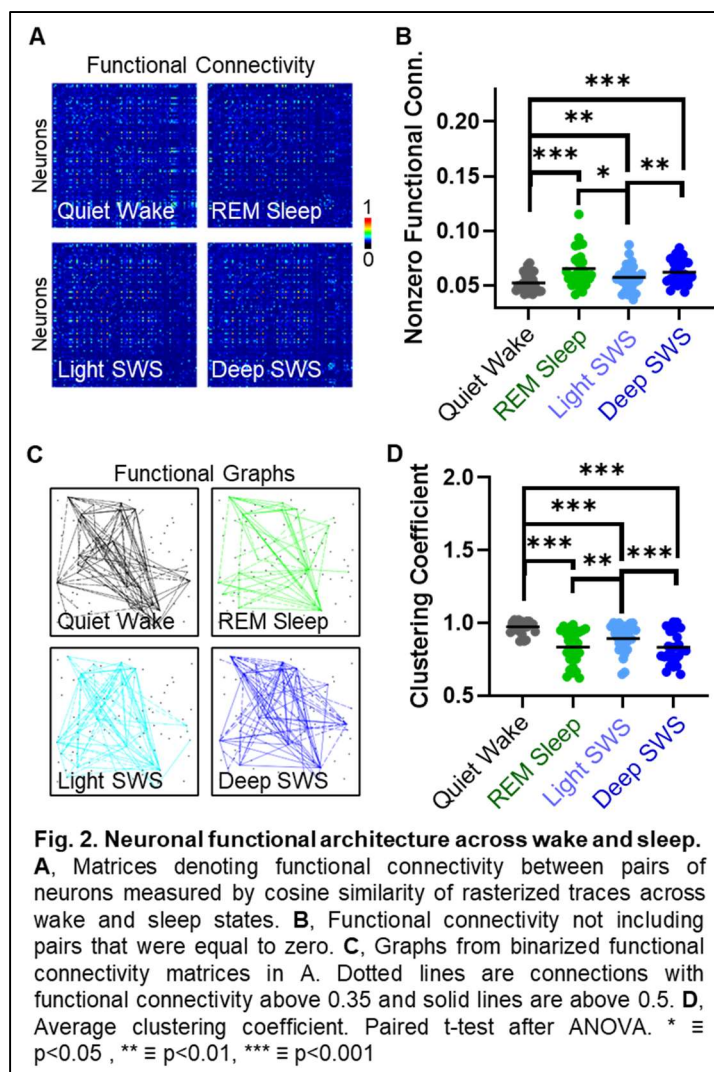 A
Functional Connectivity
Neurons
Quiet Wake
REM Sleep
Neurons
Light SWS
Deep SWS
1
0
B
Nonzero Functional Conn.
0.20
0.15
0.10
0.05
***
**
***
*
**
Quiet Wake
REM Sleep
Light SWS
Deep SWS
C
Functional Graphs
Quiet Wake
REM Sleep
Light SWS
Deep SWS
D
Clustering Coefficient
2.0
1.5
1.0
0.5
***
***
***
**
***
Quiet Wake
REM Sleep
Light SWS
Deep SWS
Fig. 2. Neuronal functional architecture across wake and sleep.
A, Matrices denoting functional connectivity between pairs of
neurons measured by cosine similarity of rasterized traces across
wake and sleep states. B, Functional connectivity not including
pairs that were equal to zero. C, Graphs from binarized functional
connectivity matrices in A. Dotted lines are connections with
functional connectivity above 0.35 and solid lines are above 0.5. D,
Average clustering coefficient. Paired t-test after ANOVA. * ≡
p<0.05 , ** ≡ p<0.01, *** ≡ p<0.001